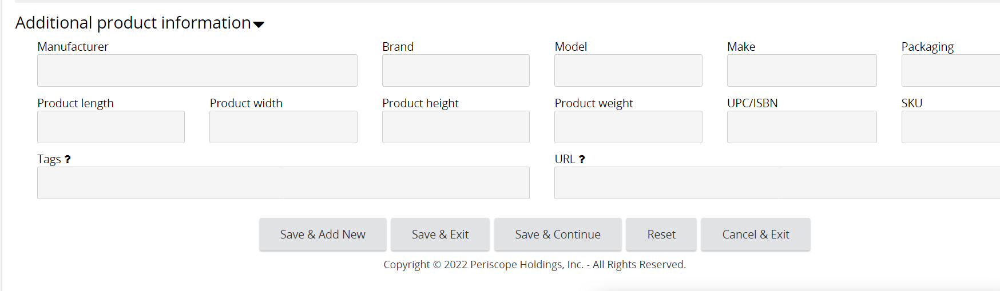 Additional product information
Manufacturer Brand Model Make Packaging
Product length Product width Product height Product weight UPC/ISBN SKU
Tags ? URL ?
Save & Add New Save & Exit Save & Continue Reset Cancel & Exit
Copyright © 2022 Periscope Holdings, Inc. - All Rights Reserved.